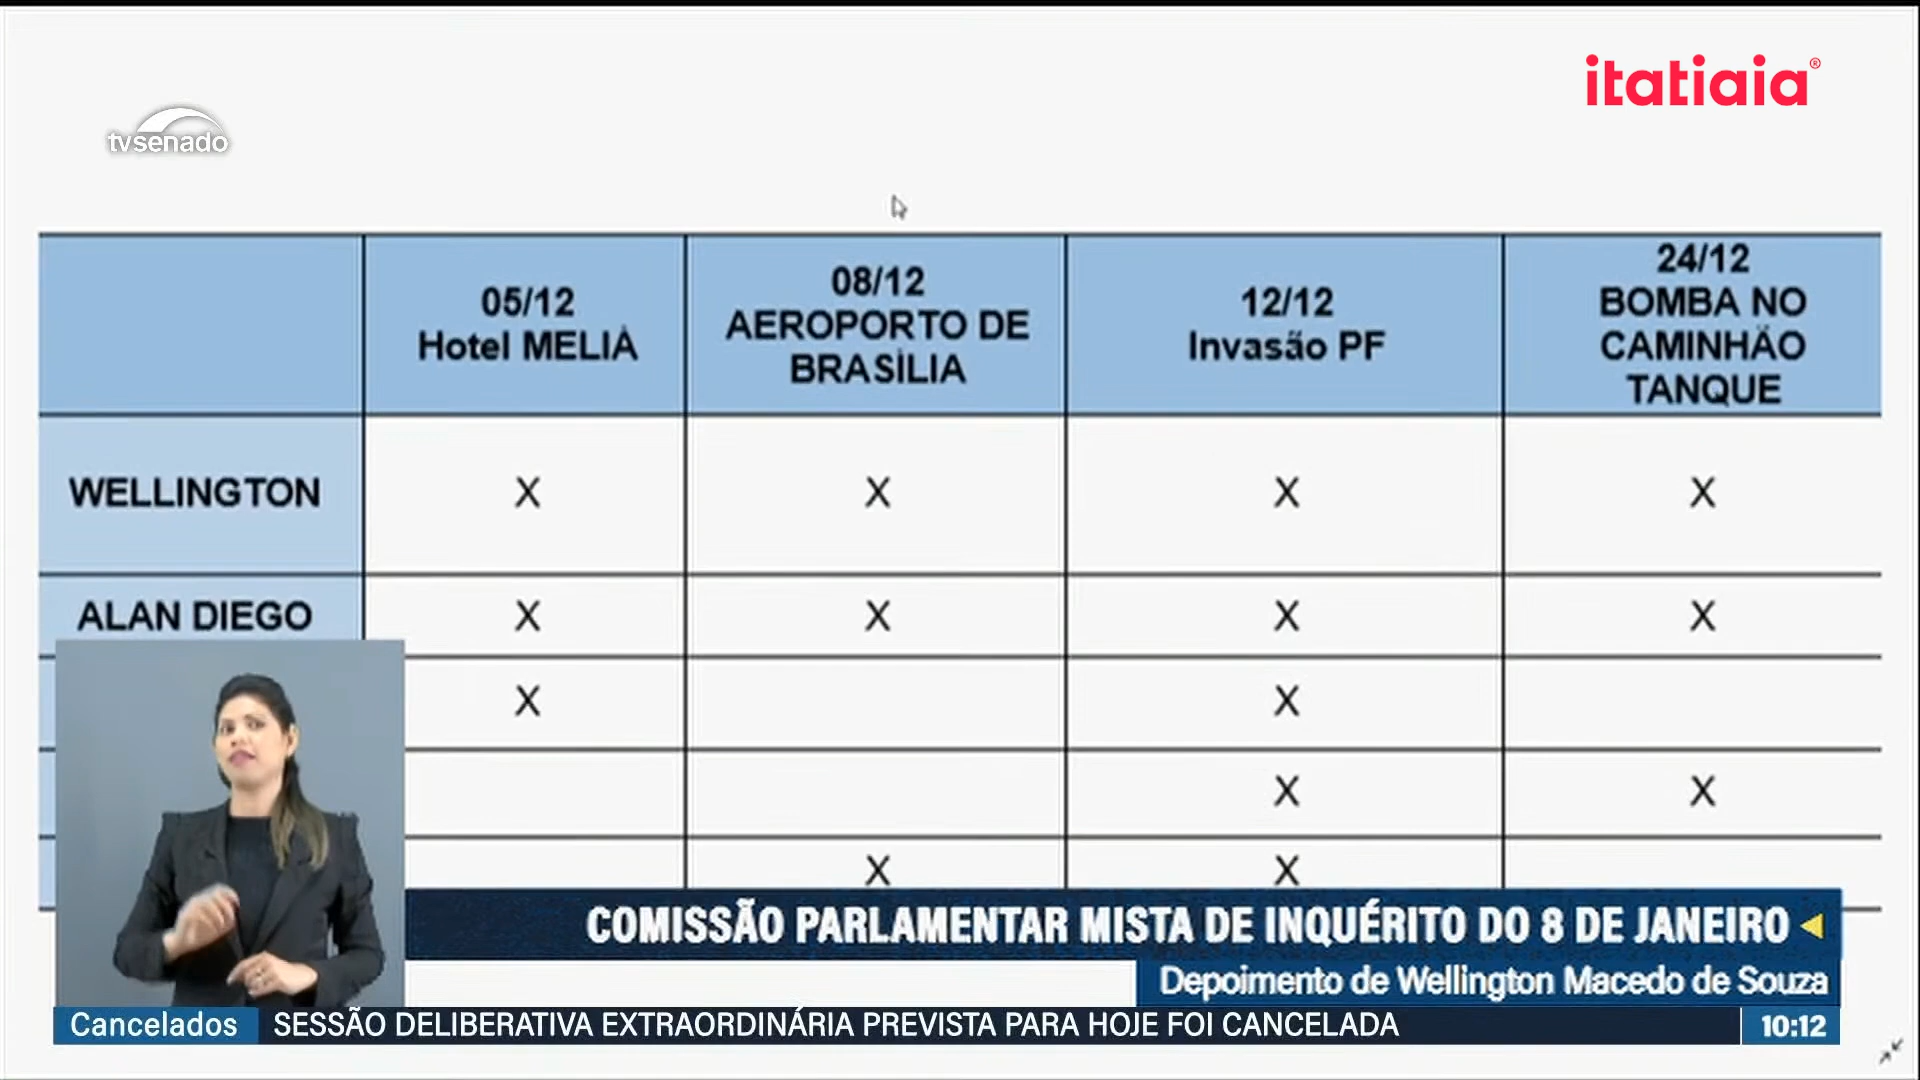 itatiaia®
tvsenado
05/12
Hotel MELIÁ
08/12
AEROPORTO DE
BRASÍLIA
12/12
Invasão PF
24/12
BOMBA NO
CAMINHÃO
TANQUE
WELLINGTON X X X X
ALAN DIEGO X X X X
X X
X X
X X
COMISSÃO PARLAMENTAR MISTA DE INQUÉRITO DO 8 DE JANEIRO
Depoimento de Wellington Macedo de Souza
Cancelados SESSÃO DELIBERATIVA EXTRAORDINÁRIA PREVISTA PARA HOJE FOI CANCELADA 10:12